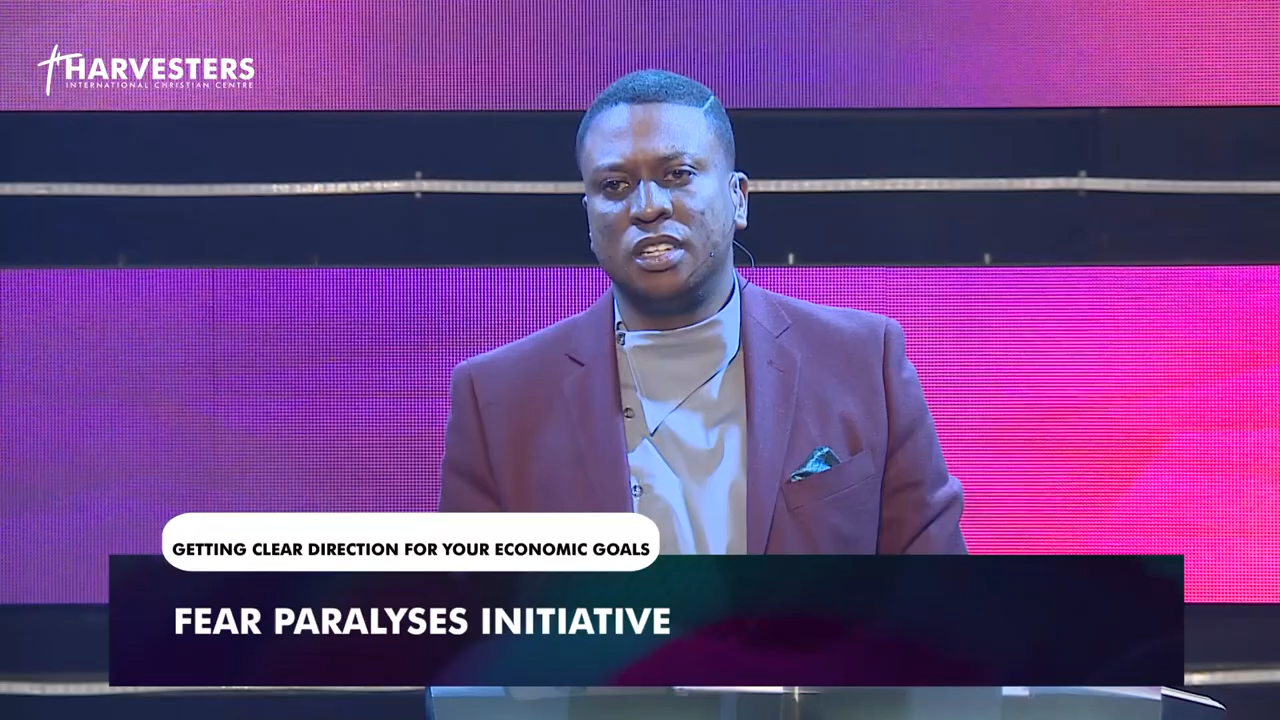 HARVESTERS
INTERNATIONAL CHRISTIAN CENTRE
GETTING CLEAR DIRECTION FOR YOUR ECONOMIC GOALS
FEAR PARALYSES INITIATIVE